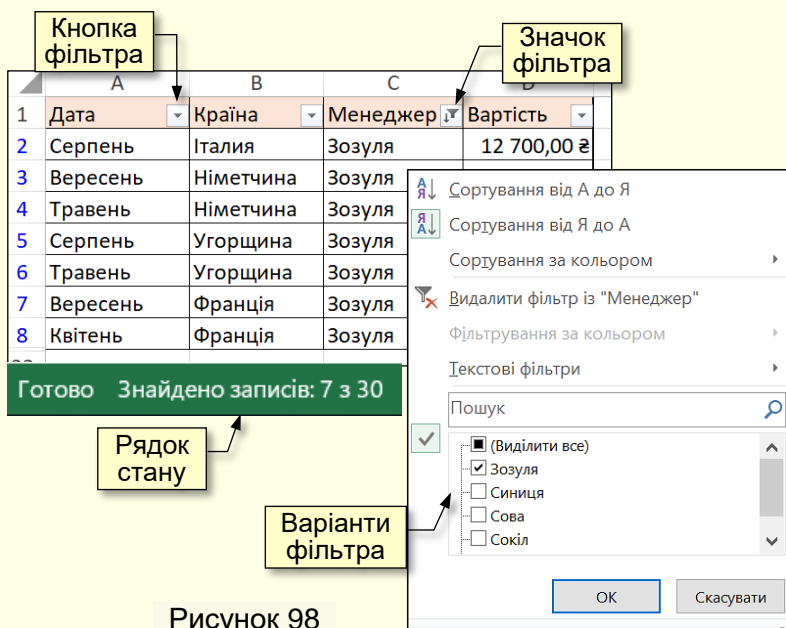 Кнопка
фільтра
Значок
фільтра
A B C D
1 Дата Країна Менеджер Вартість
2 Серпень Італия Зозуля 12 700,00 ₴
3 Вересень Німетчина Зозуля
4 Травень Німетчина Зозуля
5 Серпень Угорщина Зозуля
6 Травень Угорщина Зозуля
7 Вересень Франція Зозуля
8 Квітень Франція Зозуля
Готово Знайдено записів: 7 з 30
Рядок
стану
Сортування від А до Я
Сортування від Я до А
Сортування за кольором
Видалити фільтр із "Менеджер"
Фільтрування за кольором
Текстові фільтри
Пошук
(Виділити все)
Зозуля
Синиця
Сова
Сокіл
Варіанти
фільтра
ОК Скасувати
Рисунок 98